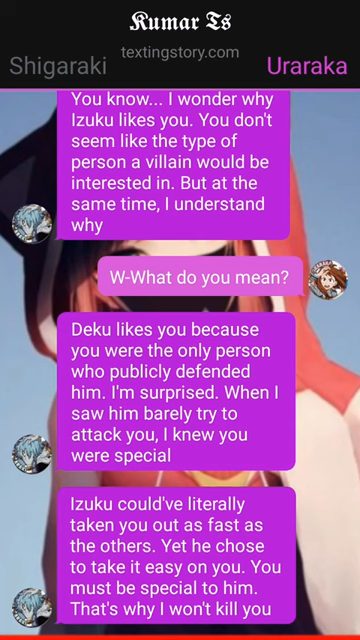 Kumar Ts
textingstory.com
Shigaraki
Uraraka
You know... I wonder why
Izuku likes you. You don't
seem like the type of
person a villain would be
interested in. But at the
same time, I understand
why
W-What do you mean?
Deku likes you because
you were the only person
who publicly defended
him. I'm surprised. When I
saw him barely try to
attack you, I knew you
were special
Izuku could've literally
taken you out as fast as
the others. Yet he chose
to take it easy on you. You
must be special to him.
That's why I won't kill you